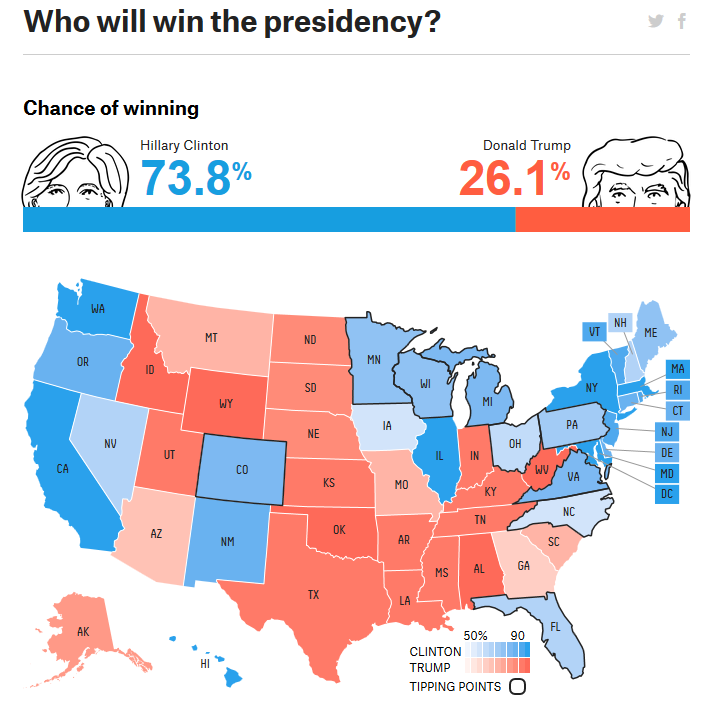 Who will win the presidency?
Chance of winning
Hillary Clinton
Donald Trump
73.8%
26.1%
WA
MT
ND
MN
VT
NH
ME
OR
ID
SD
WI
MI
MA
NY
RI
WY
CT
IA
PA
NJ
NV
NE
OH
DE
UT
CO
IL
IN
WV
MD
CA
KS
MO
KY
VA
DC
NC
AZ
NM
OK
AR
TN
SC
MS
AL
GA
TX
LA
FL
AK
HI
50% 90
CLINTON
TRUMP
TIPPING POINTS